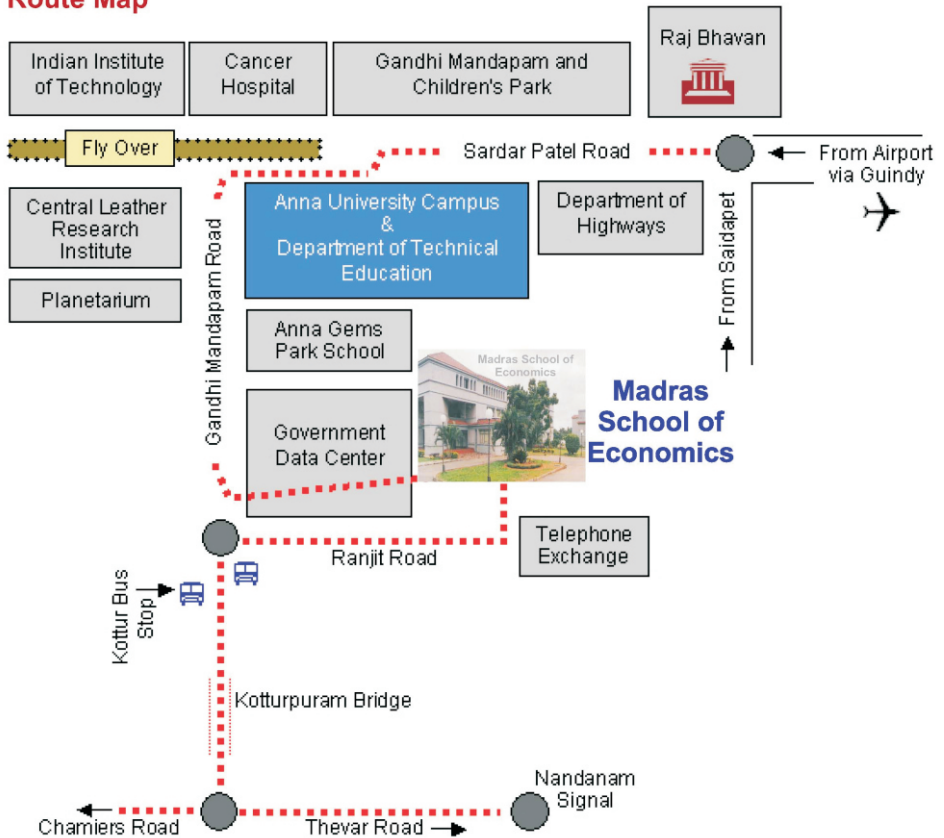 Route Map
Indian Institute
of Technology
Cancer
Hospital
Gandhi Mandapam and
Children's Park
Raj Bhavan
Fly Over
Sardar Patel Road
From Airport
via Guindy
Central Leather
Research
Institute
Gandhi Mandapam Road
Anna University Campus
&
Department of Technical
Education
Department of
Highways
From Saidapet
Planetarium
Anna Gems
Park School
Madras School of
Economics
Madras
School of
Economics
Government
Data Center
Telephone
Exchange
Ranjit Road
Kottur Bus
Stop
Kotturpuram Bridge
Nandanam
Signal
Chamiers Road
Thevar Road